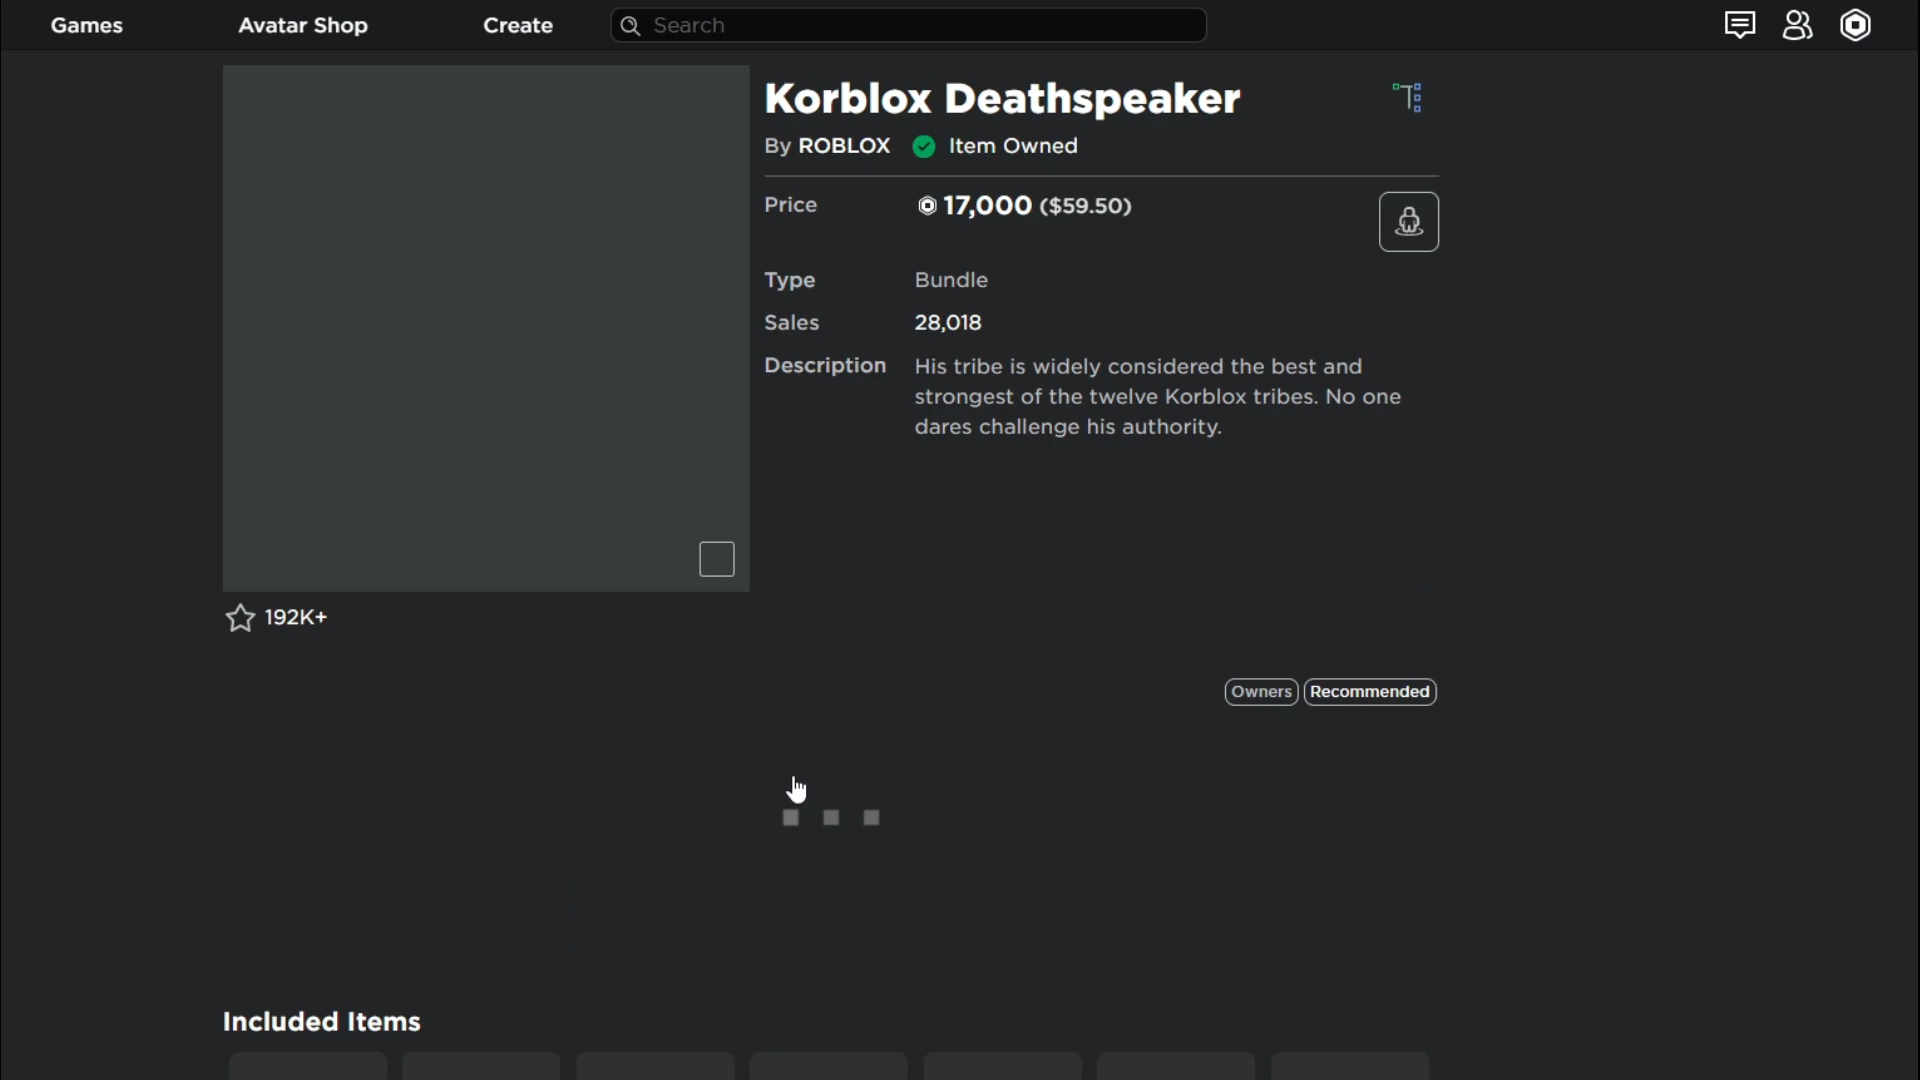 Games Avatar Shop Create Search
Korblox Deathspeaker
By ROBLOX Item Owned
Price 17,000 ($59.50)
Type Bundle
Sales 28,018
Description His tribe is widely considered the best and
strongest of the twelve Korblox tribes. No one
dares challenge his authority.
192K+
Owners Recommended
Included Items